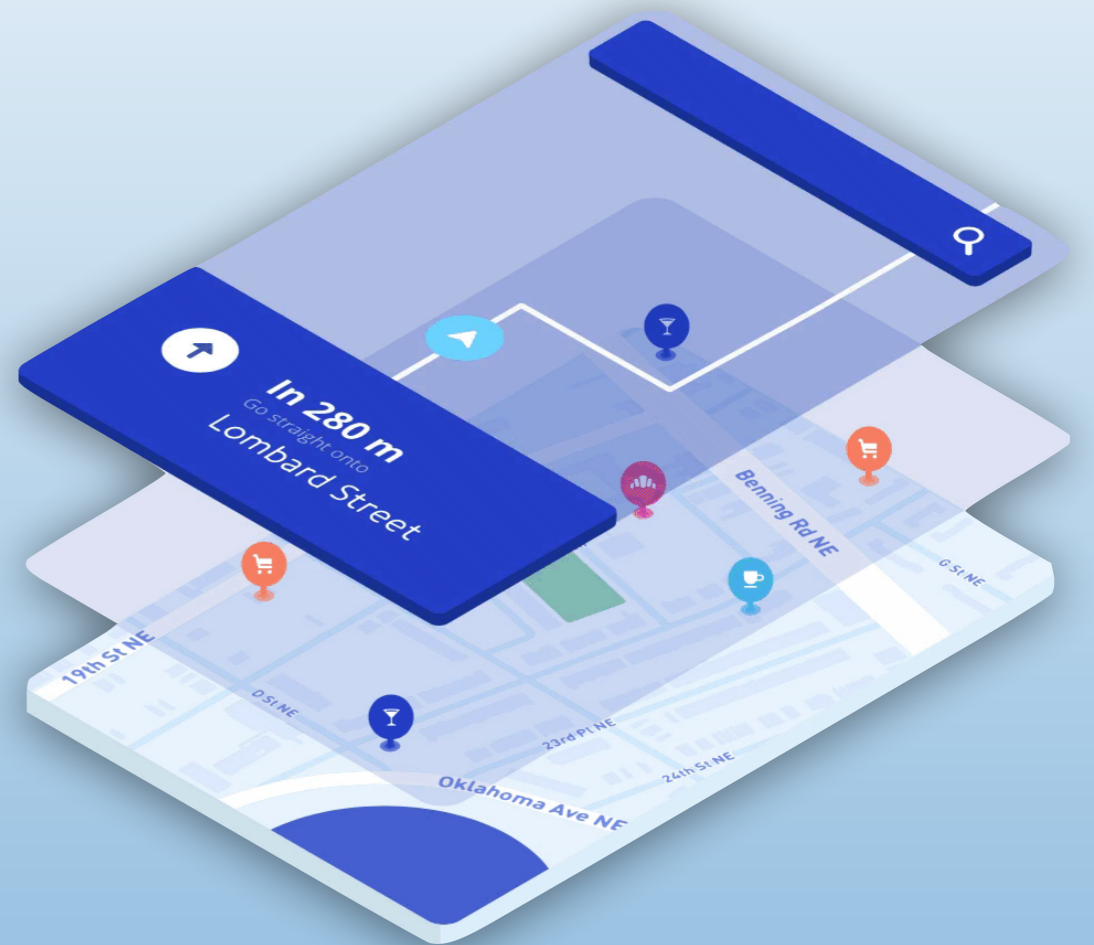 In 280 m
Go straight onto
Lombard Street
Benning Rd NE
G St NE
19th St NE
D St NE
23rd Pl NE
24th St NE
Oklahoma Ave NE